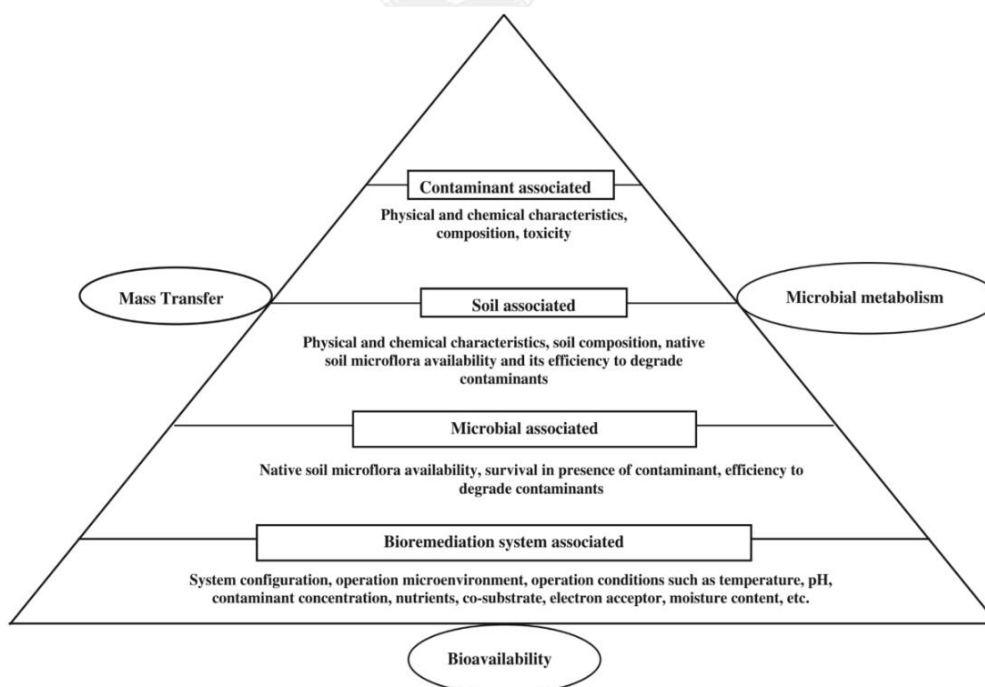 Contaminant associated
Physical and chemical characteristics,
composition, toxicity
Mass Transfer
Microbial metabolism
Soil associated
Physical and chemical characteristics, soil composition, native
soil microflora availability and its efficiency to degrade
contaminants
Microbial associated
Native soil microflora availability, survival in presence of contaminant, efficiency to
degrade contaminants
Bioremediation system associated
System configuration, operation microenvironment, operation conditions such as temperature, pH,
contaminant concentration, nutrients, co-substrate, electron acceptor, moisture content, etc.
Bioavailability